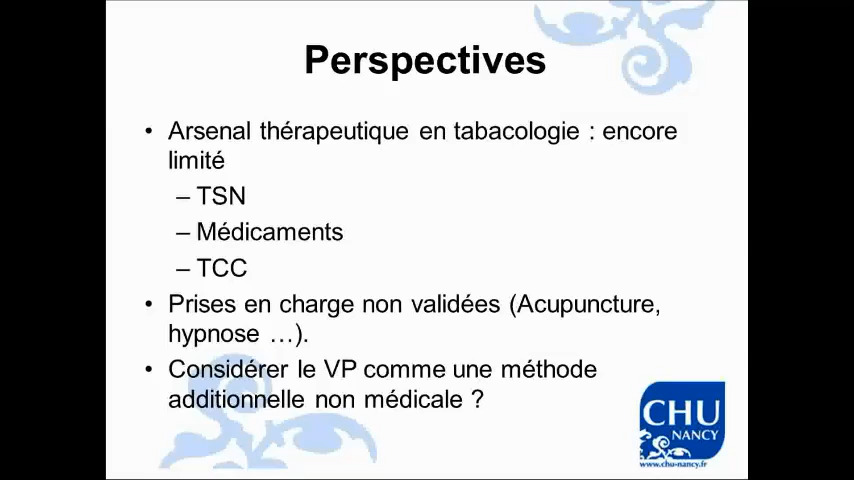 Perspectives
• Arsenal thérapeutique en tabacologie : encore
limité
– TSN
– Médicaments
– TCC
• Prises en charge non validées (Acupuncture,
hypnose …).
• Considérer le VP comme une méthode
additionnelle non médicale ?
CHU
NANCY
www.chu-nancy.fr